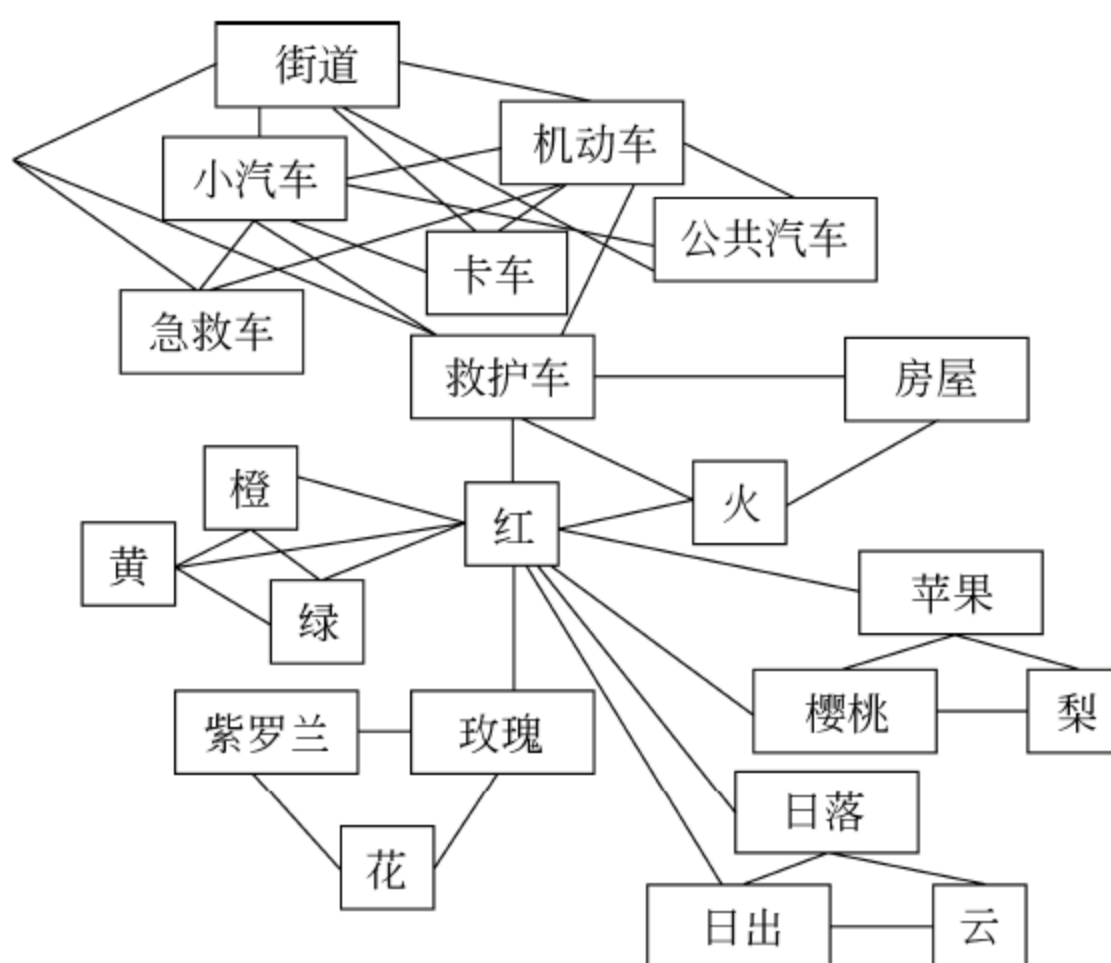 街道
机动车
小汽车
公共汽车
卡车
急救车
救护车
房屋
橙
火
红
黄
绿
苹果
樱桃
梨
紫罗兰
玫瑰
日落
花
日出
云